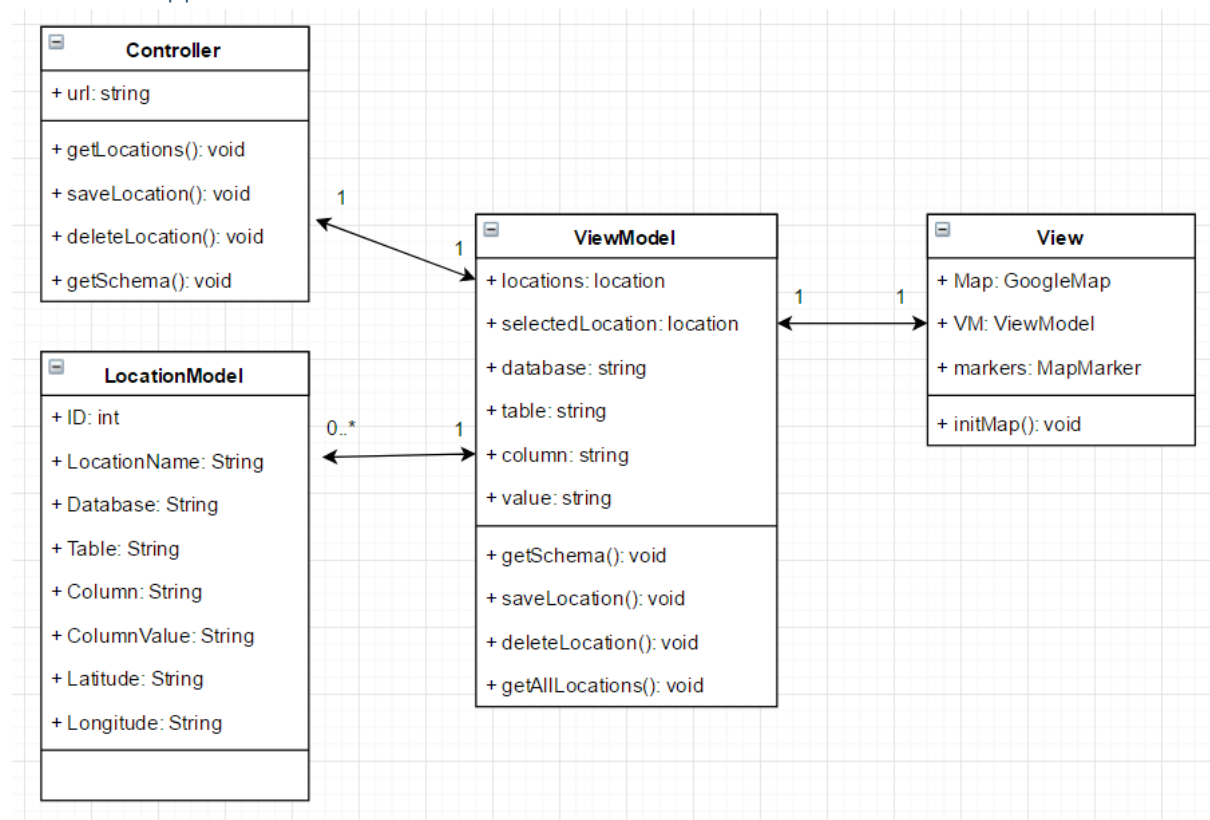 Controller
+ url: string
+ getLocations(): void
+ saveLocation(): void
+ deleteLocation(): void
+ getSchema(): void
1
1
LocationModel
+ ID: int
+ LocationName: String
+ Database: String
+ Table: String
+ Column: String
+ ColumnValue: String
+ Latitude: String
+ Longitude: String
0..*
1
ViewModel
+ locations: location
+ selectedLocation: location
+ database: string
+ table: string
+ column: string
+ value: string
+ getSchema(): void
+ saveLocation(): void
+ deleteLocation(): void
+ getAllLocations(): void
1
1
View
+ Map: GoogleMap
+ VM: ViewModel
+ markers: MapMarker
+ initMap(): void